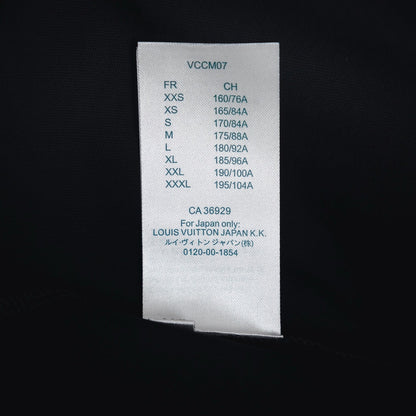 VCCM07
FR CH
XXS 160/76A
XS 165/84A
S 170/84A
M 175/88A
L 180/92A
XL 185/96A
XXL 190/100A
XXXL 195/104A
CA 36929
For Japan only:
LOUIS VUITTON JAPAN K.K.
ルイ・ヴィトン ジャパン(株)
0120-00-1854